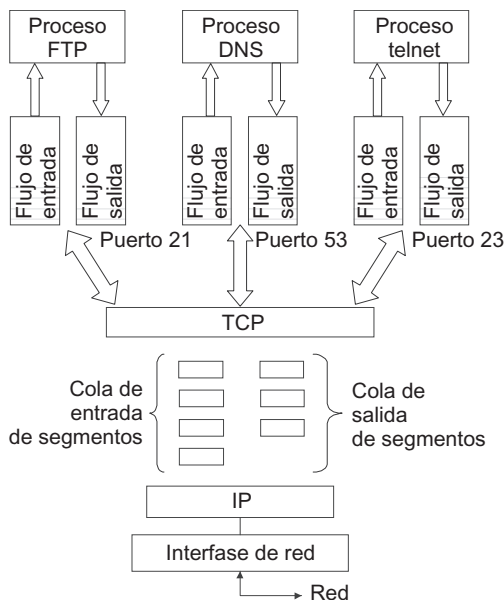 Proceso
FTP
Proceso
DNS
Proceso
telnet
Flujo de
entrada
Flujo de
salida
Flujo de
entrada
Flujo de
salida
Flujo de
entrada
Flujo de
salida
Puerto 21
Puerto 53
Puerto 23
TCP
Cola de
entrada
de segmentos
Cola de
salida
de segmentos
IP
Interfase de red
Red